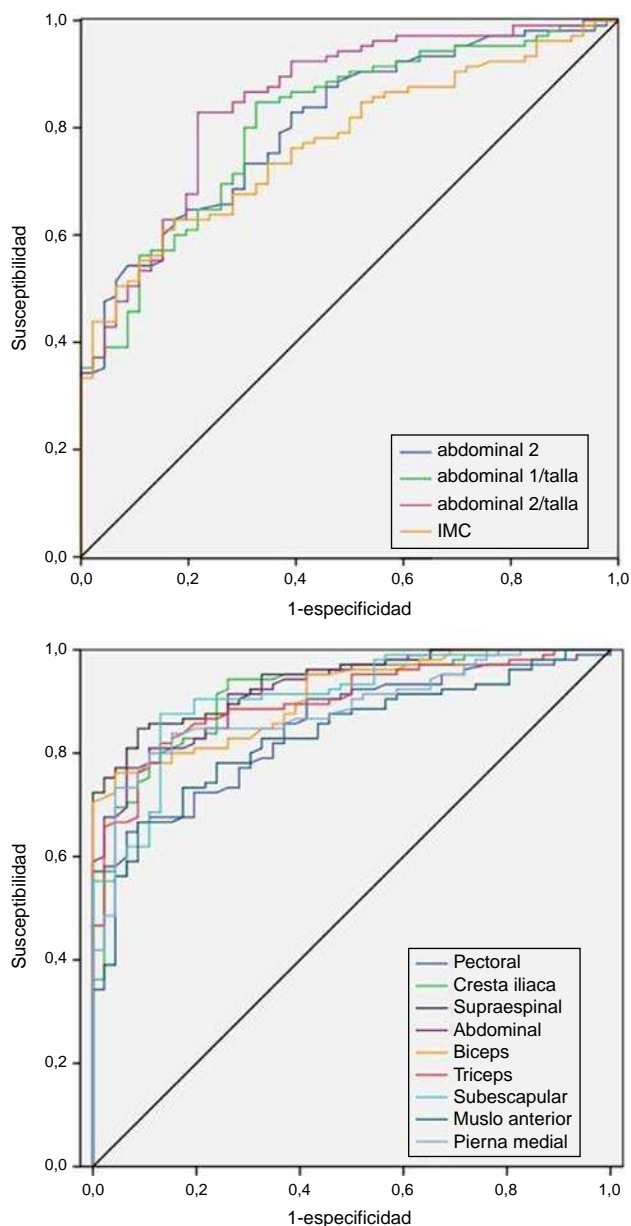 1,0
0,8
0,6
0,4
0,2
0,0
Susceptibilidad
abdominal 2
abdominal 1/talla
abdominal 2/talla
IMC
0,0 0,2 0,4 0,6 0,8 1,0
1-especificidad
1,0
0,8
0,6
0,4
0,2
0,0
Susceptibilidad
Pectoral
Cresta iliaca
Supraespinal
Abdominal
Biceps
Triceps
Subescapular
Muslo anterior
Pierna medial
0,0 0,2 0,4 0,6 0,8 1,0
1-especificidad